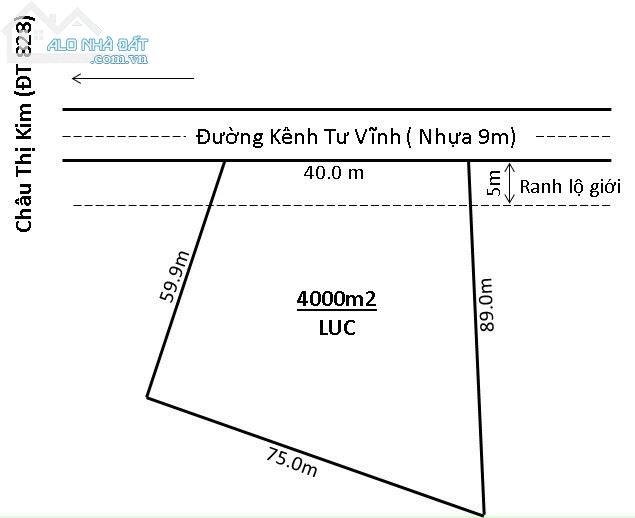 ALO NHÀ ĐẤT
.com.vn
Châu Thị Kim (ĐT 828)
Đường Kênh Tư Vĩnh ( Nhựa 9m)
40.0 m
5m
Ranh lộ giới
59.9m
4000m2
LUC
89.0m
75.0m